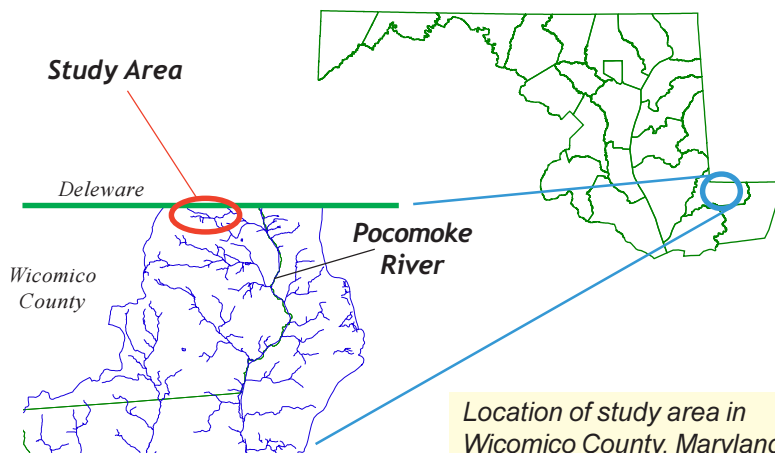 Study Area
Deleware
Pocomoke
River
Wicomico
County
Location of study area in
Wicomico County, Maryland